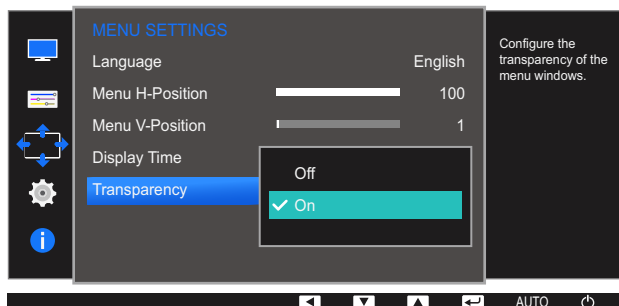 MENU SETTINGS
Language English
Menu H-Position 100
Menu V-Position 1
Display Time
Transparency
Off
On
Configure the
transparency of the
menu windows.
i
AUTO